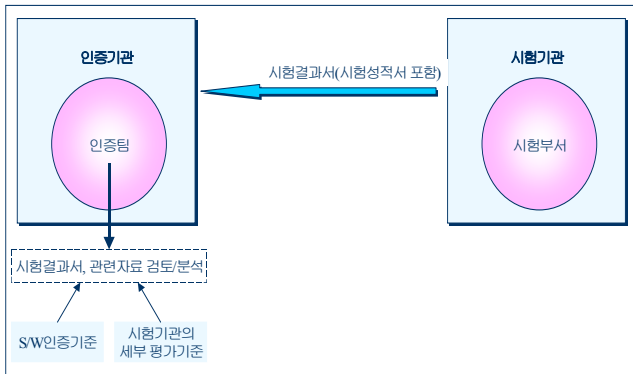 인증기관
시험결과서(시험성적서 포함)
시험기관
인증팀
시험부서
시험결과서, 관련자료 검토/분석
S/W인증기준
시험기관의
세부 평가기준